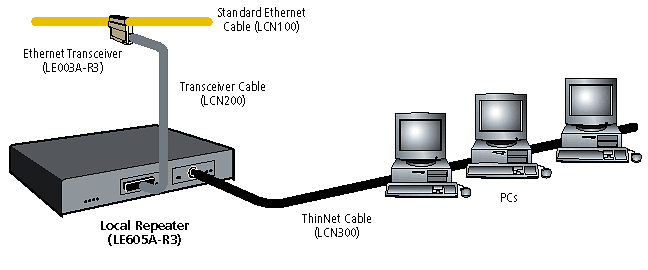 Standard Ethernet
Cable (LCN100)
Ethernet Transceiver
(LE003A-R3)
Transceiver Cable
(LCN200)
PCs
ThinNet Cable
(LCN300)
Local Repeater
(LE605A-R3)